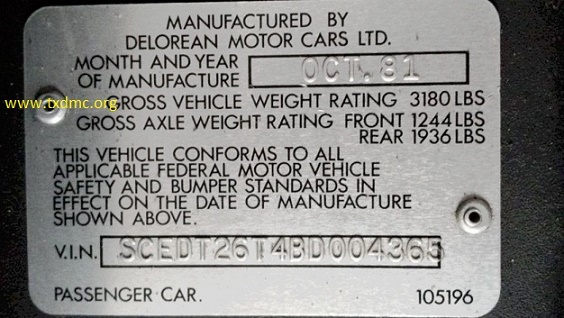 MANUFACTURED BY
DELOREAN MOTOR CARS LTD.
MONTH AND YEAR
OF MANUFACTURE OCT. 81
www.txdmc.org
GROSS VEHICLE WEIGHT RATING 3180 LBS
GROSS AXLE WEIGHT RATING FRONT 1244 LBS
REAR 1936 LBS
THIS VEHICLE CONFORMS TO ALL
APPLICABLE FEDERAL MOTOR VEHICLE
SAFETY AND BUMPER STANDARDS IN
EFFECT ON THE DATE OF MANUFACTURE
SHOWN ABOVE.
V.I.N. SCEDT26T4BD004365
PASSENGER CAR. 105196